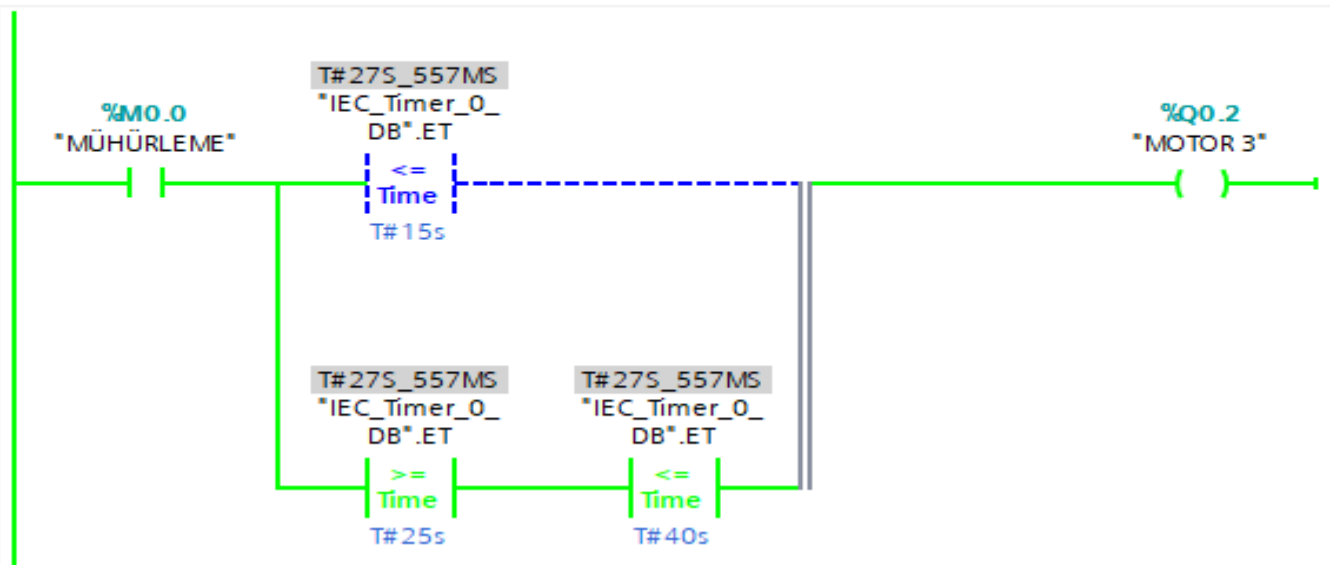 %M0.0
"MÜHÜRLEME"
T#27S_557MS
"IEC_Timer_0_
DB".ET
<=
Time
T#15s
%Q0.2
"MOTOR 3"
T#27S_557MS
"IEC_Timer_0_
DB".ET
>=
Time
T#25s
T#27S_557MS
"IEC_Timer_0_
DB".ET
<=
Time
T#40s